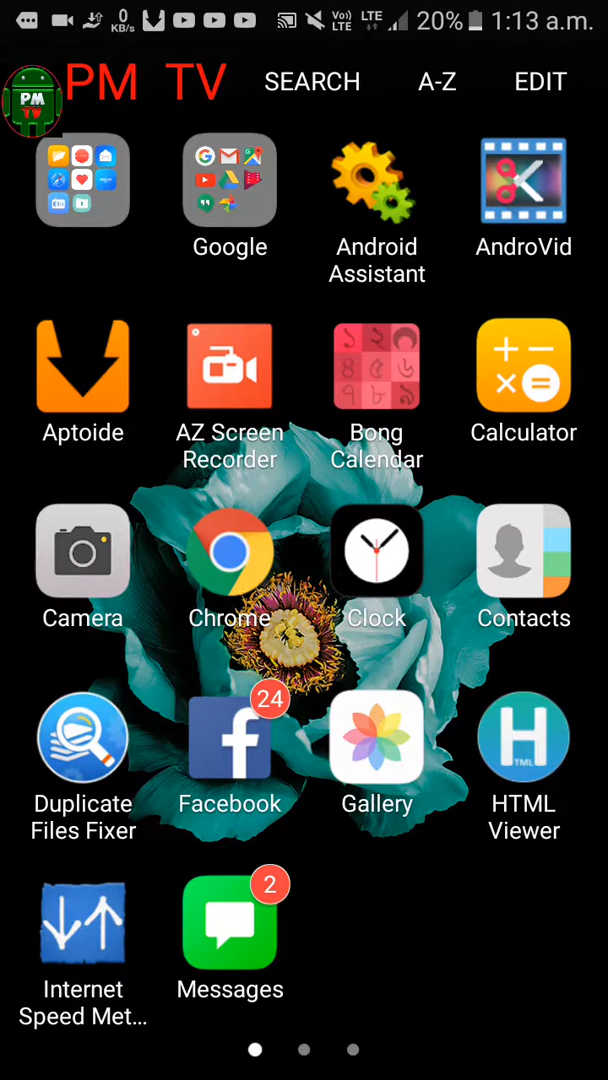 0
KB/s
Vo))
LTE
LTE
20%
1:13 a.m.
PM TV
PM
TV
SEARCH
A-Z
EDIT
Google
Android
Assistant
AndroVid
Aptoide
AZ Screen
Recorder
Bong
Calendar
Calculator
Camera
Chrome
Clock
Contacts
24
Duplicate
Files Fixer
Facebook
Gallery
HTML
Viewer
2
Internet
Speed Met...
Messages